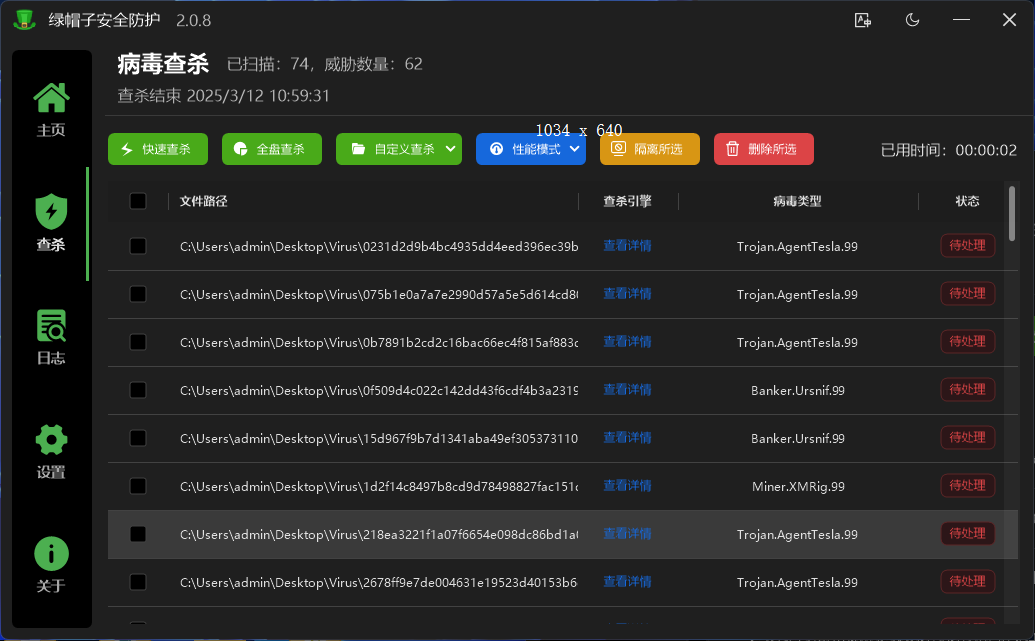 绿帽子安全防护 2.0.8
病毒查杀 已扫描：74，威胁数量：62
查杀结束 2025/3/12 10:59:31
1034 x 640
快速查杀 全盘查杀 自定义查杀 性能模式 隔离所选 删除所选 已用时间：00:00:02
主页
查杀
日志
设置
关于
文件路径 查杀引擎 病毒类型 状态
C:\Users\admin\Desktop\Virus\0231d2d9b4bc4935dd4eed396ec39b 查看详情 Trojan.AgentTesla.99 待处理
C:\Users\admin\Desktop\Virus\075b1e0a7a7e2990d57a5e5d614cd80 查看详情 Trojan.AgentTesla.99 待处理
C:\Users\admin\Desktop\Virus\0b7891b2cd2c16bac66ec4f815af883c 查看详情 Trojan.AgentTesla.99 待处理
C:\Users\admin\Desktop\Virus\0f509d4c022c142dd43f6cdf4b3a2319 查看详情 Banker.Ursnif.99 待处理
C:\Users\admin\Desktop\Virus\15d967f9b7d1341aba49ef305373110 查看详情 Banker.Ursnif.99 待处理
C:\Users\admin\Desktop\Virus\1d2f14c8497b8cd9d78498827fac151c 查看详情 Miner.XMRig.99 待处理
C:\Users\admin\Desktop\Virus\218ea3221f1a07f6654e098dc86bd1a0 查看详情 Trojan.AgentTesla.99 待处理
C:\Users\admin\Desktop\Virus\2678ff9e7de004631e19523d40153b6 查看详情 Trojan.AgentTesla.99 待处理